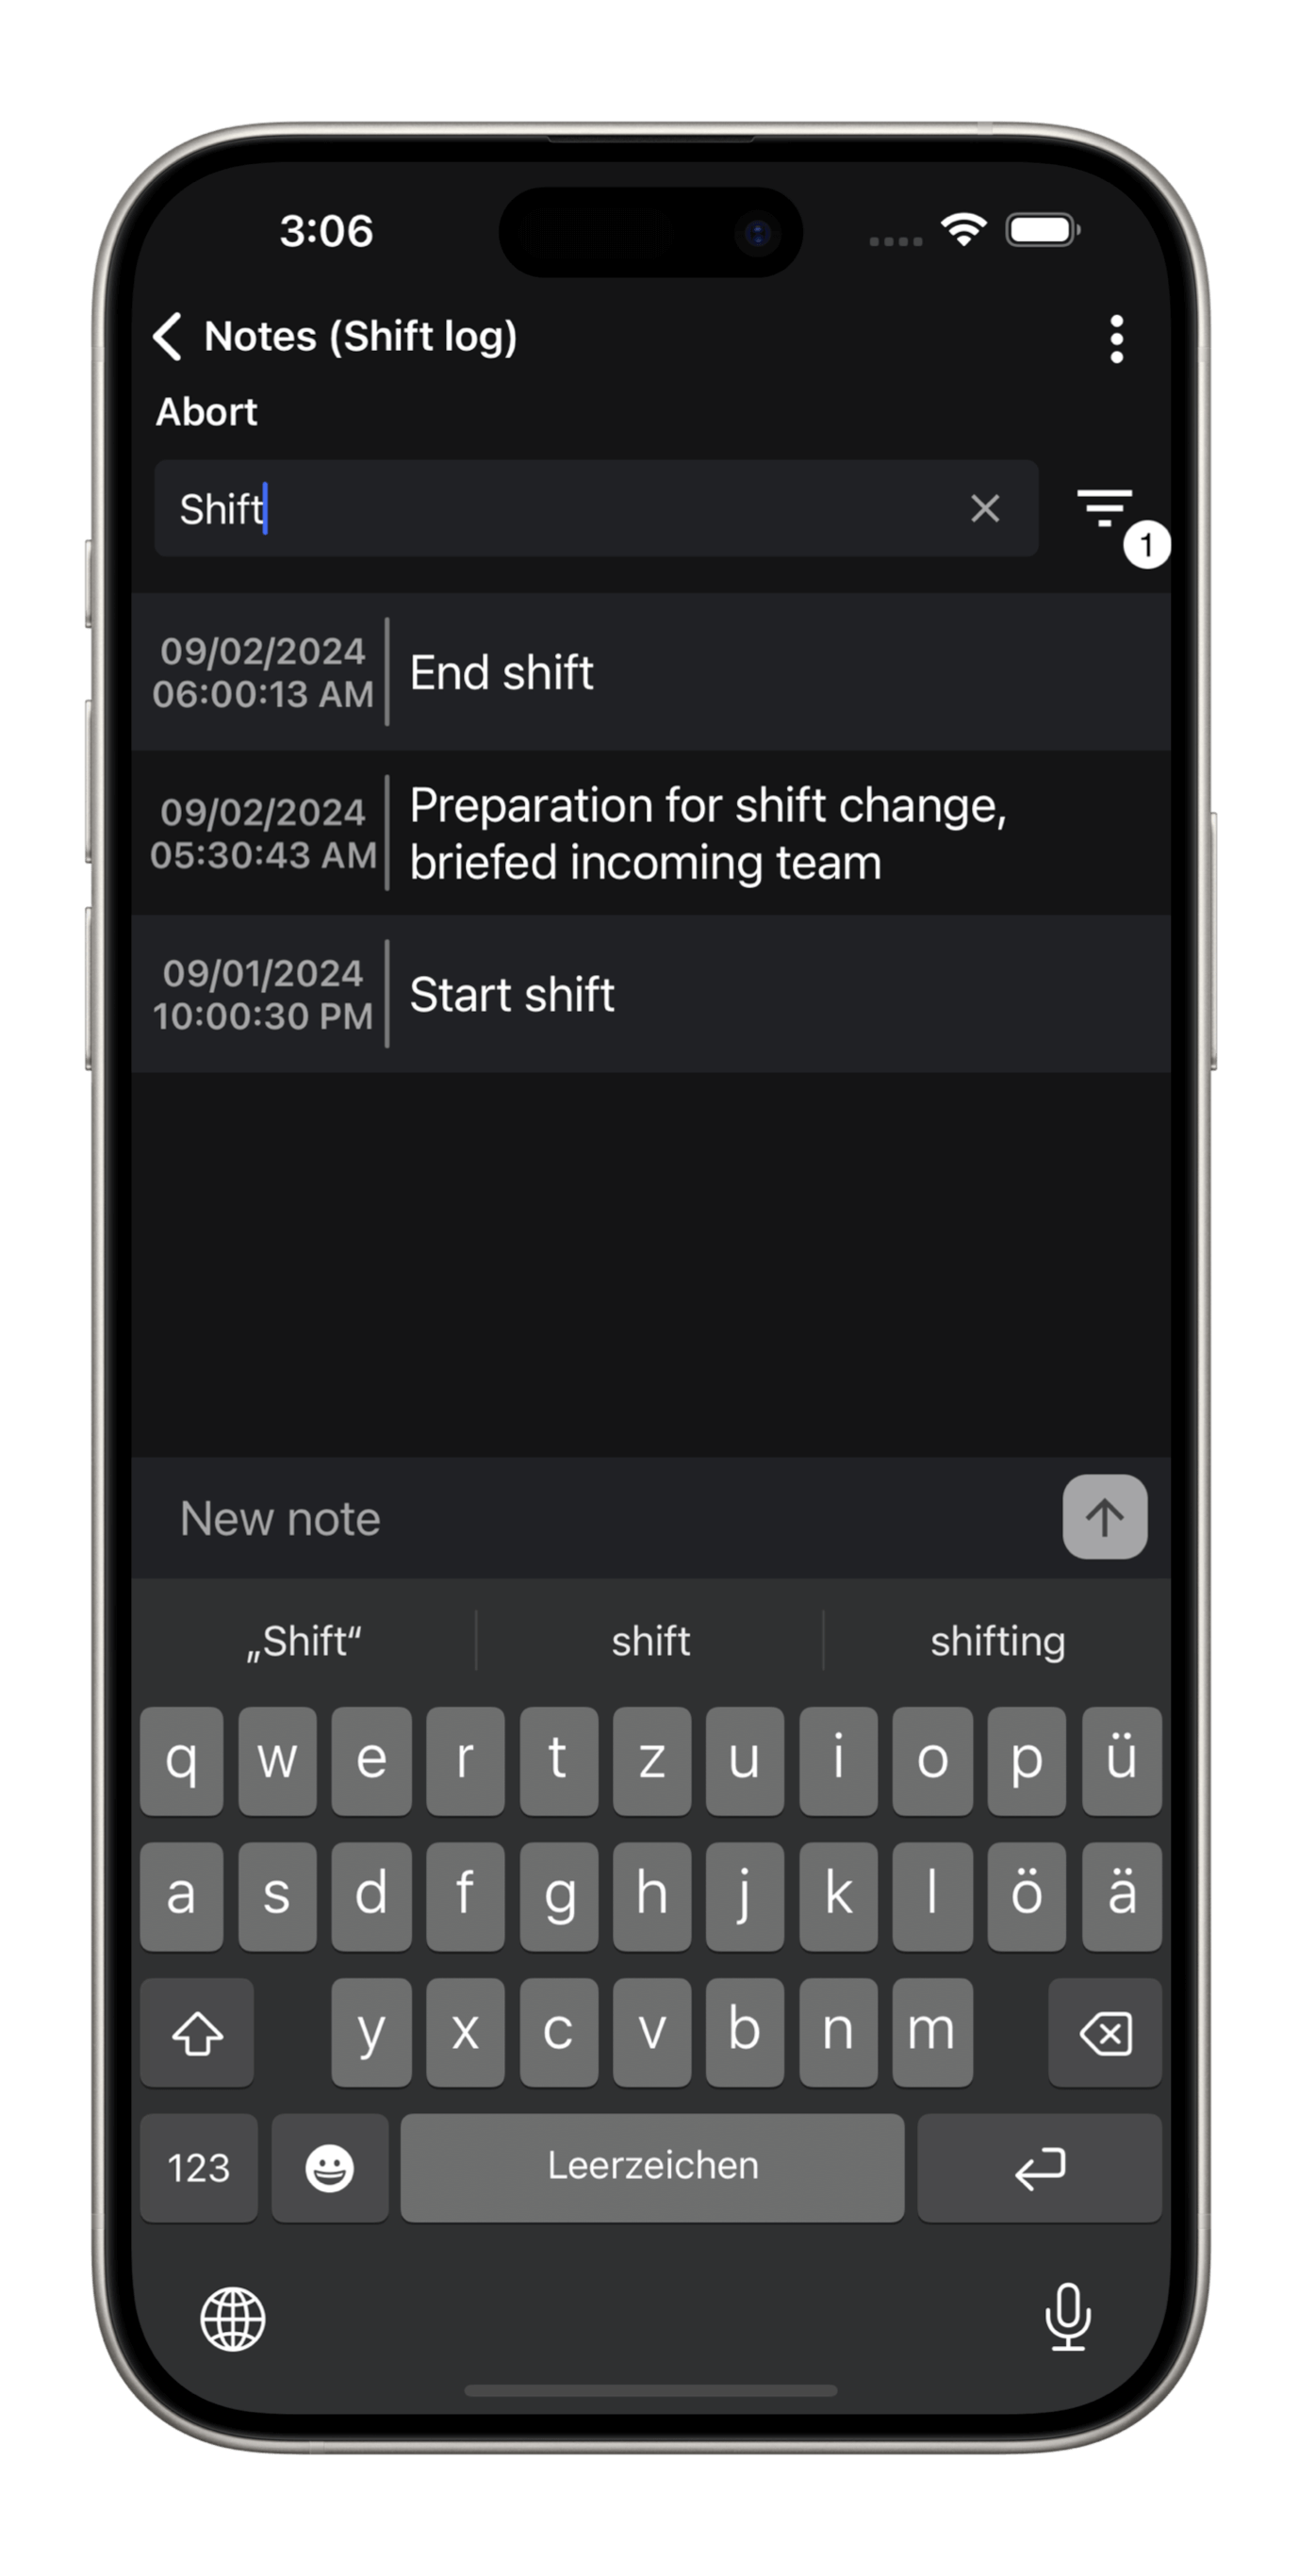 3:06
Notes (Shift log)
Abort
Shift
1
09/02/2024
06:00:13 AM
End shift
09/02/2024
05:30:43 AM
Preparation for shift change,
briefed incoming team
09/01/2024
10:00:30 PM
Start shift
New note
„Shift“ shift shifting
q w e r t z u i o p ü
a s d f g h j k l ö ä
y x c v b n m
123 Leerzeichen